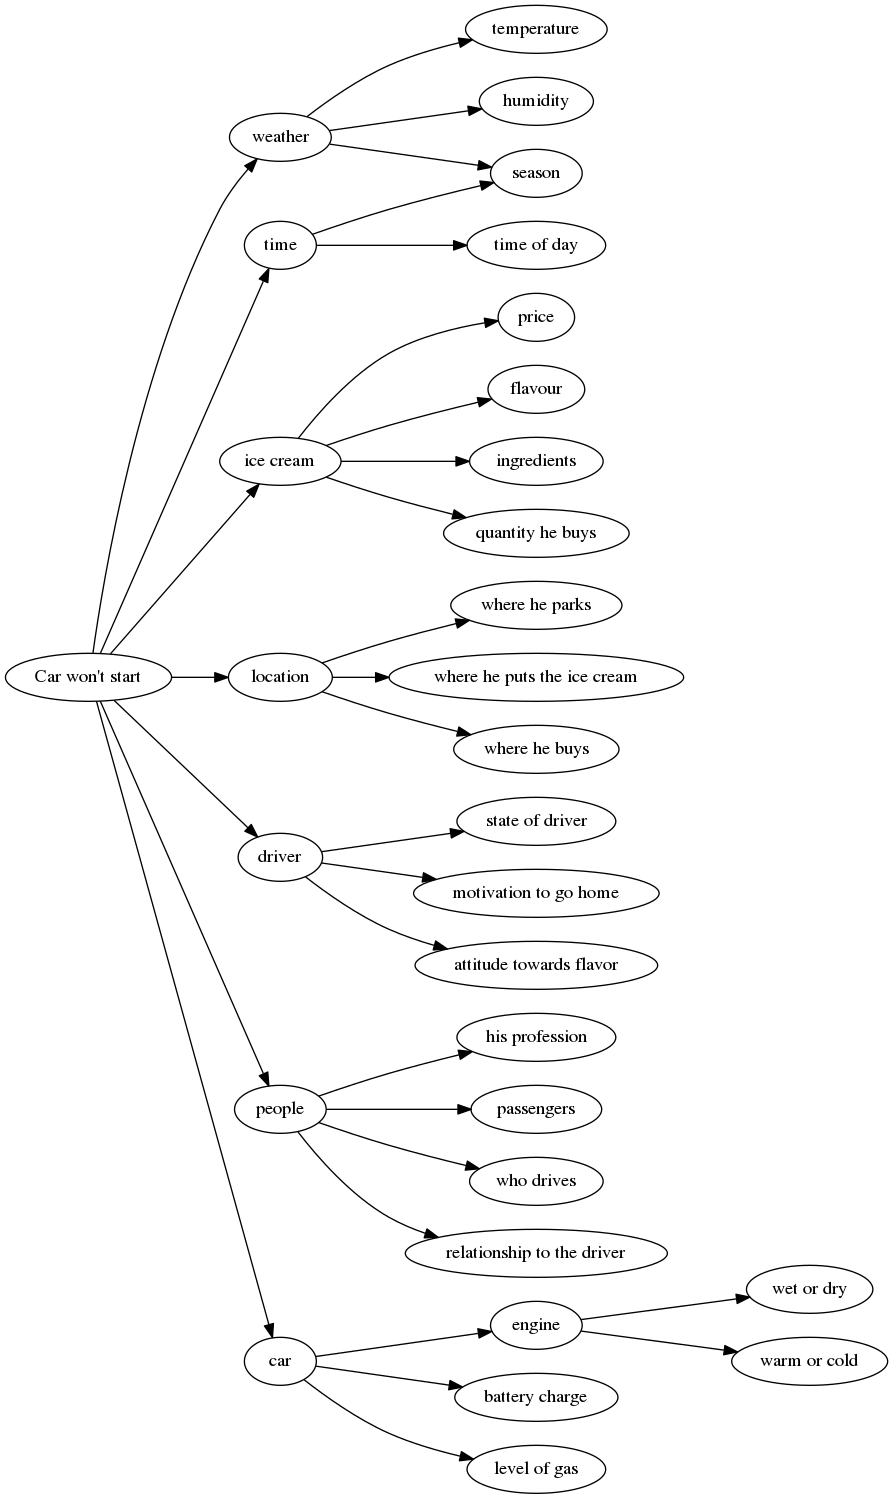 temperature
humidity
weather
season
time
time of day
price
flavour
ice cream
ingredients
quantity he buys
where he parks
Car won't start
location
where he puts the ice cream
where he buys
state of driver
driver
motivation to go home
attitude towards flavor
his profession
people
passengers
who drives
relationship to the driver
wet or dry
engine
car
warm or cold
battery charge
level of gas